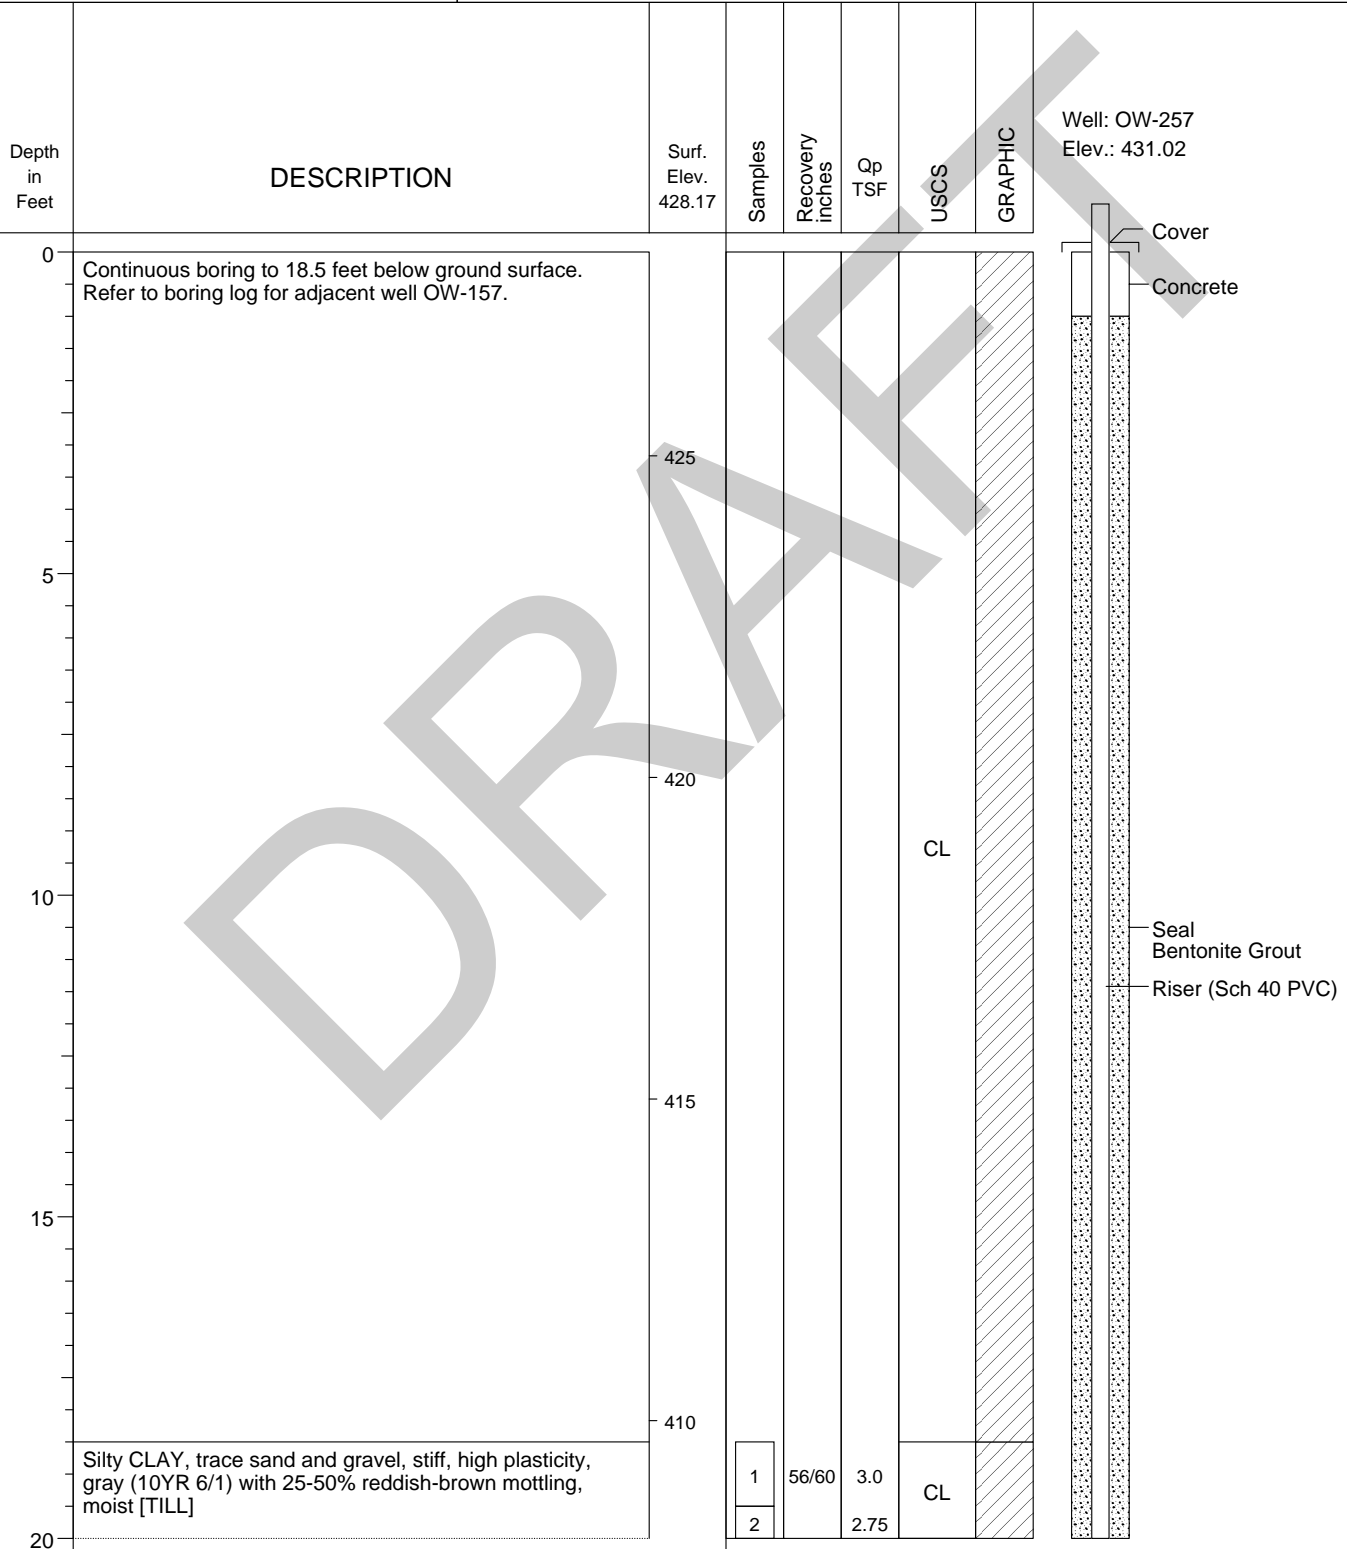 Depth
in
Feet
DESCRIPTION
Surf.
Elev.
428.17
Samples
Recovery
inches
Qp
TSF
USCS
GRAPHIC
Well: OW-257
Elev.: 431.02
Cover
Concrete
0
Continuous boring to 18.5 feet below ground surface.
Refer to boring log for adjacent well OW-157.
425
5
420
CL
10
Seal
Bentonite Grout
Riser (Sch 40 PVC)
415
15
410
Silty CLAY, trace sand and gravel, stiff, high plasticity,
gray (10YR 6/1) with 25-50% reddish-brown mottling,
moist [TILL]
1
56/60
3.0
CL
2
2.75
20
DRAFT